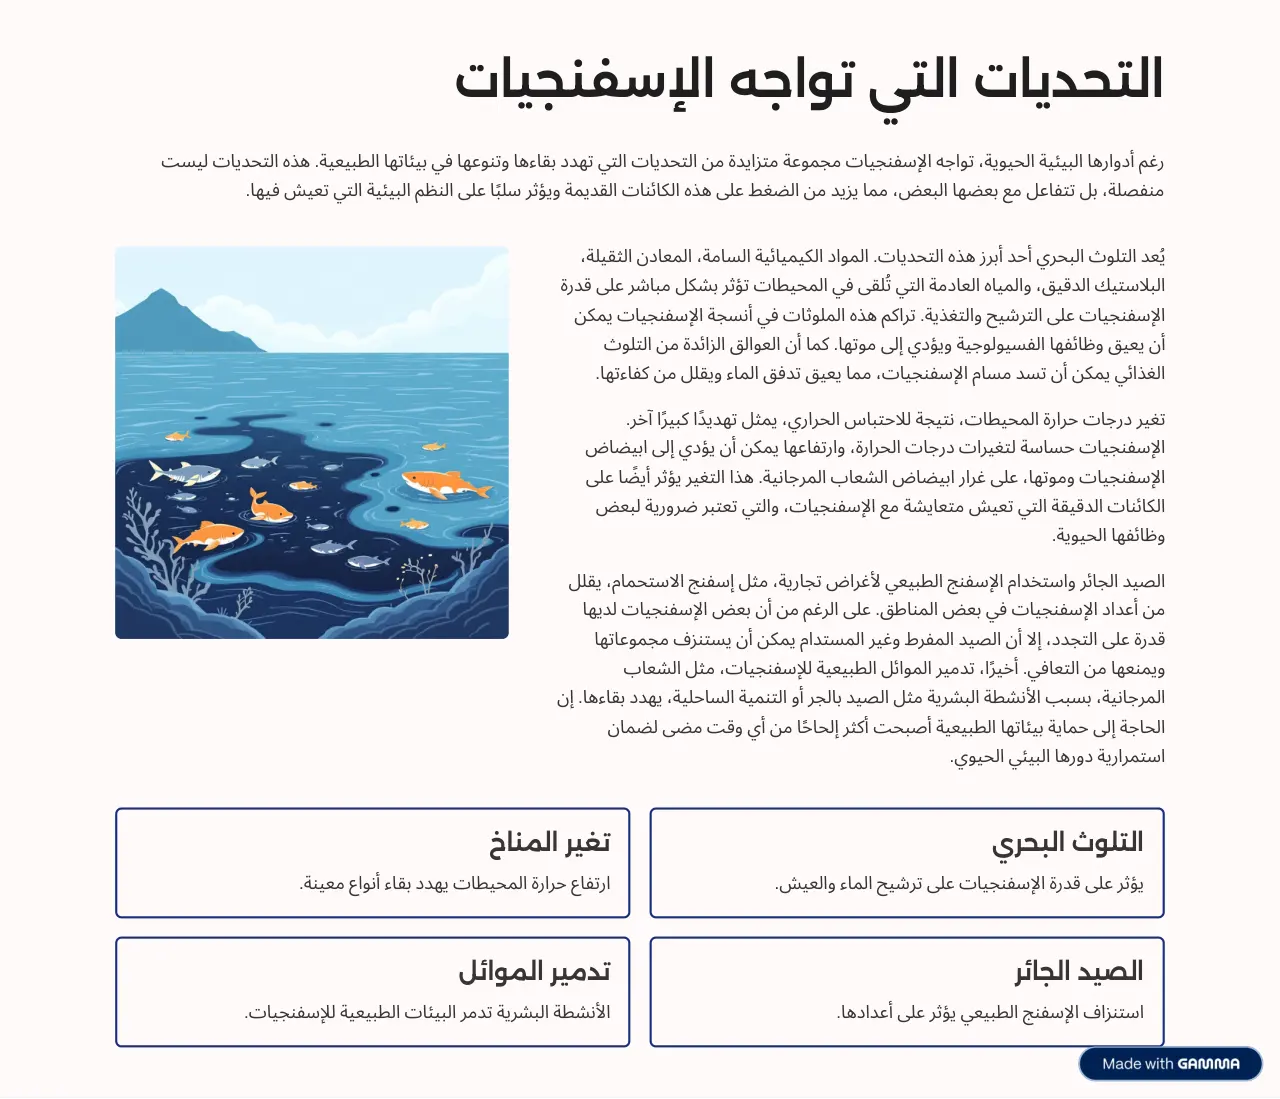 التحديات التي تواجه الإسفنجيات
رغم أدوارها البيئية الحيوية، تواجه الإسفنجيات مجموعة متزايدة من التحديات التي تهدد بقاءها وتنوعها في بيئاتها الطبيعية. هذه التحديات ليست
منفصلة، بل تتفاعل مع بعضها البعض، مما يزيد من الضغط على هذه الكائنات القديمة ويؤثر سلبًا على النظم البيئية التي تعيش فيها.
يُعد التلوث البحري أحد أبرز هذه التحديات. المواد الكيميائية السامة، المعادن الثقيلة،
البلاستيك الدقيق، والمياه العادمة التي تُلقى في المحيطات تؤثر بشكل مباشر على قدرة
الإسفنجيات على الترشيح والتغذية. تراكم هذه الملوثات في أنسجة الإسفنجيات يمكن
أن يعيق وظائفها الفسيولوجية ويؤدي إلى موتها. كما أن العوالق الزائدة من التلوث
الغذائي يمكن أن تسد مسام الإسفنجيات، مما يعيق تدفق الماء ويقلل من كفاءتها.
تغير درجات حرارة المحيطات، نتيجة للاحتباس الحراري، يمثل تهديدًا كبيرًا آخر.
الإسفنجيات حساسة لتغيرات درجات الحرارة، وارتفاعها يمكن أن يؤدي إلى ابيضاض
الإسفنجيات وموتها، على غرار ابيضاض الشعاب المرجانية. هذا التغير يؤثر أيضًا على
الكائنات الدقيقة التي تعيش متعايشة مع الإسفنجيات، والتي تعتبر ضرورية لبعض
وظائفها الحيوية.
الصيد الجائر واستخدام الإسفنج الطبيعي لأغراض تجارية، مثل إسفنج الاستحمام، يقلل
من أعداد الإسفنجيات في بعض المناطق. على الرغم من أن بعض الإسفنجيات لديها
قدرة على التجدد، إلا أن الصيد المفرط وغير المستدام يمكن أن يستنزف مجموعاتها
ويمنعها من التعافي. أخيرًا، تدمير الموائل الطبيعية للإسفنجيات، مثل الشعاب
المرجانية، بسبب الأنشطة البشرية مثل الصيد بالجر أو التنمية الساحلية، يهدد بقاءها. إن
الحاجة إلى حماية بيئاتها الطبيعية أصبحت أكثر إلحاحًا من أي وقت مضى لضمان
استمرارية دورها البيئي الحيوي.
التلوث البحري
يؤثر على قدرة الإسفنجيات على ترشيح الماء والعيش.
تغير المناخ
ارتفاع حرارة المحيطات يهدد بقاء أنواع معينة.
الصيد الجائر
استنزاف الإسفنج الطبيعي يؤثر على أعدادها.
تدمير الموائل
الأنشطة البشرية تدمر البيئات الطبيعية للإسفنجيات.
Made with GAMMA